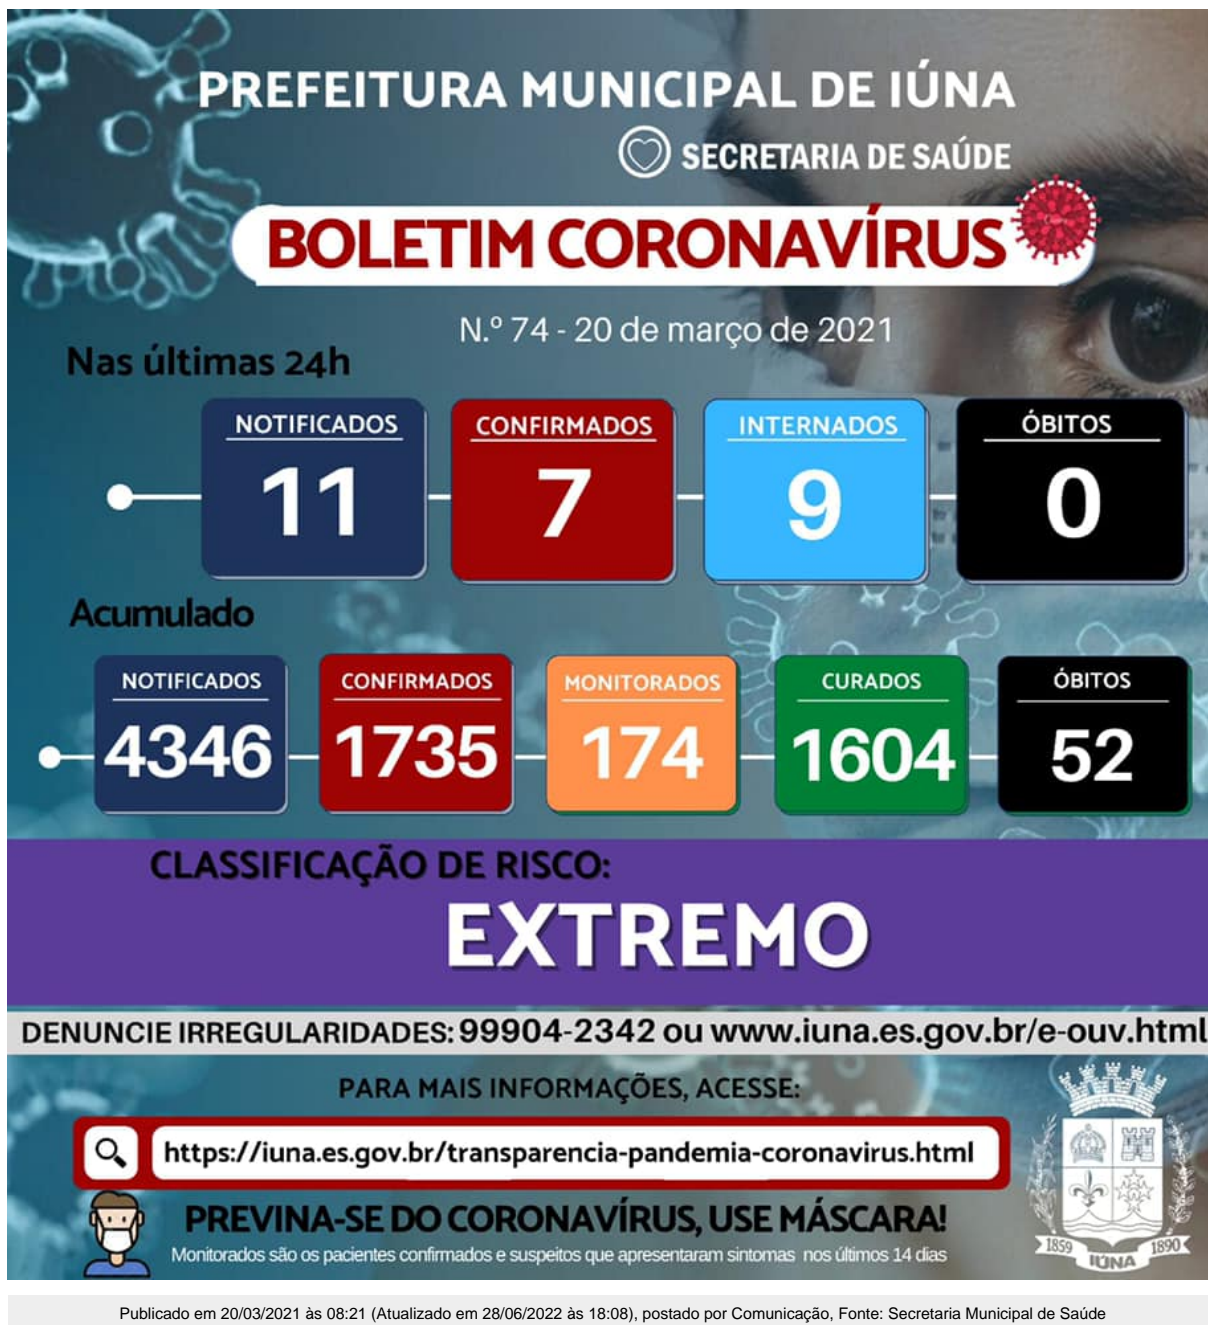 PREFEITURA MUNICIPAL DE IÚNA
SECRETARIA DE SAÚDE
BOLETIM CORONAVÍRUS
N.º 74 - 20 de março de 2021
Nas últimas 24h
NOTIFICADOS CONFIRMADOS INTERNADOS ÓBITOS
11 7 9 0
Acumulado
NOTIFICADOS CONFIRMADOS MONITORADOS CURADOS ÓBITOS
4346 1735 174 1604 52
CLASSIFICAÇÃO DE RISCO:
EXTREMO
DENUNCIE IRREGULARIDADES: 99904-2342 ou www.iuna.es.gov.br/e-ouv.html
PARA MAIS INFORMAÇÕES, ACESSE:
https://iuna.es.gov.br/transparencia-pandemia-coronavirus.html
PREVINA-SE DO CORONAVÍRUS, USE MÁSCARA!
Monitorados são os pacientes confirmados e suspeitos que apresentaram sintomas nos últimos 14 dias
1859 IÚNA 1890
Publicado em 20/03/2021 às 08:21 (Atualizado em 28/06/2022 às 18:08), postado por Comunicação, Fonte: Secretaria Municipal de Saúde